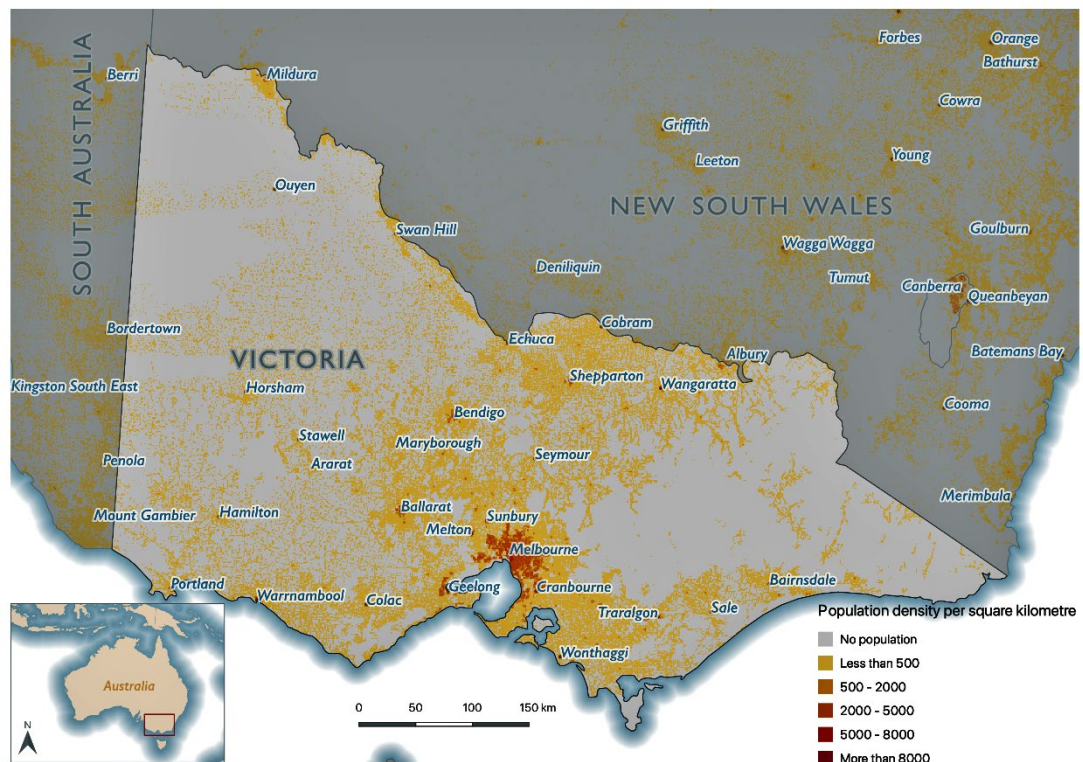 SOUTH AUSTRALIA
Berri
Mildura
Forbes
Orange
Bathurst
Cowra
Griffith
Leeton
Young
Ouyen
NEW SOUTH WALES
Swan Hill
Goulburn
Wagga Wagga
Deniliquin
Tumut
Canberra
Queanbeyan
Bordertown
Cobram
Echuca
VICTORIA
Albury
Batemans Bay
Kingston South East
Horsham
Shepparton
Wangaratta
Cooma
Bendigo
Stawell
Maryborough
Penola
Ararat
Seymour
Merimbula
Mount Gambier
Hamilton
Ballarat
Sunbury
Melton
Melbourne
Portland
Warrnambool
Colac
Geelong
Cranbourne
Bairnsdale
Traralgon
Sale
Wonthaggi
Population density per square kilometre
No population
Less than 500
500 - 2000
2000 - 5000
5000 - 8000
More than 8000
Australia
N
0 50 100 150 km